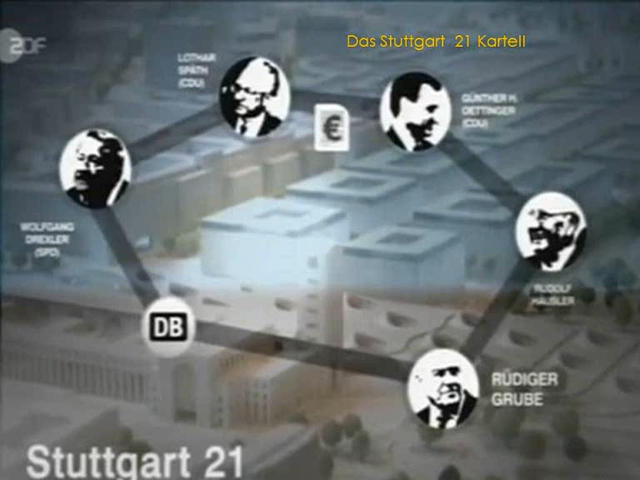 ZDF
Das Stuttgart 21 Kartell
LOTHAR
SPÄTH
(CDU)
GÜNTHER H.
OETTINGER
(CDU)
€
WOLFGANG
DREXLER
(SPD)
RUDOLF
HÄUSLER
DB
RÜDIGER
GRUBE
Stuttgart 21